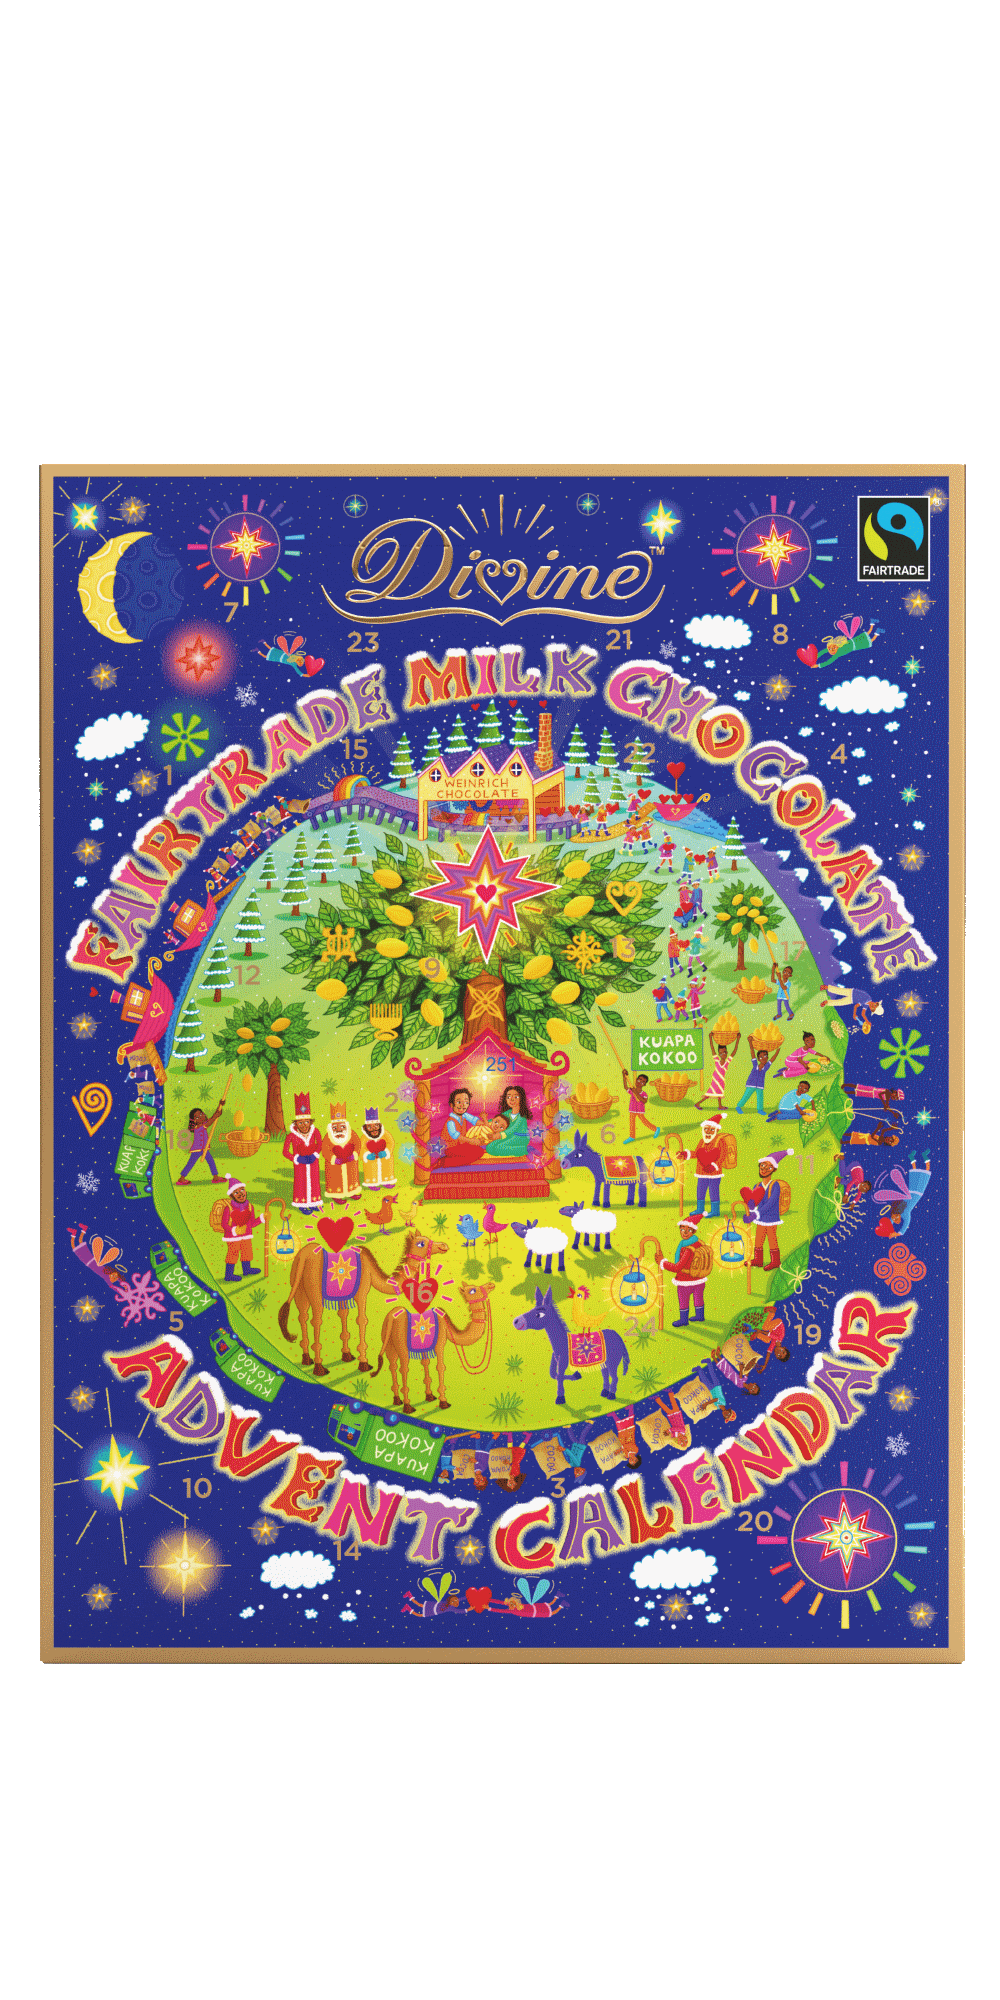 Divine™
FAIRTRADE
7
23
21
8
FAIRTRADE MILK CHOCOLATE
15
22
4
1
WEINRICH
CHOCOLATE
12
9
13
17
KUAPA
KOKOO
251
2
6
11
KUAPA
KOKOO
16
5
24
19
KUAPA
KOKOO
KUAPA
KOKOO
10
3
20
14
ADVENT CALENDAR